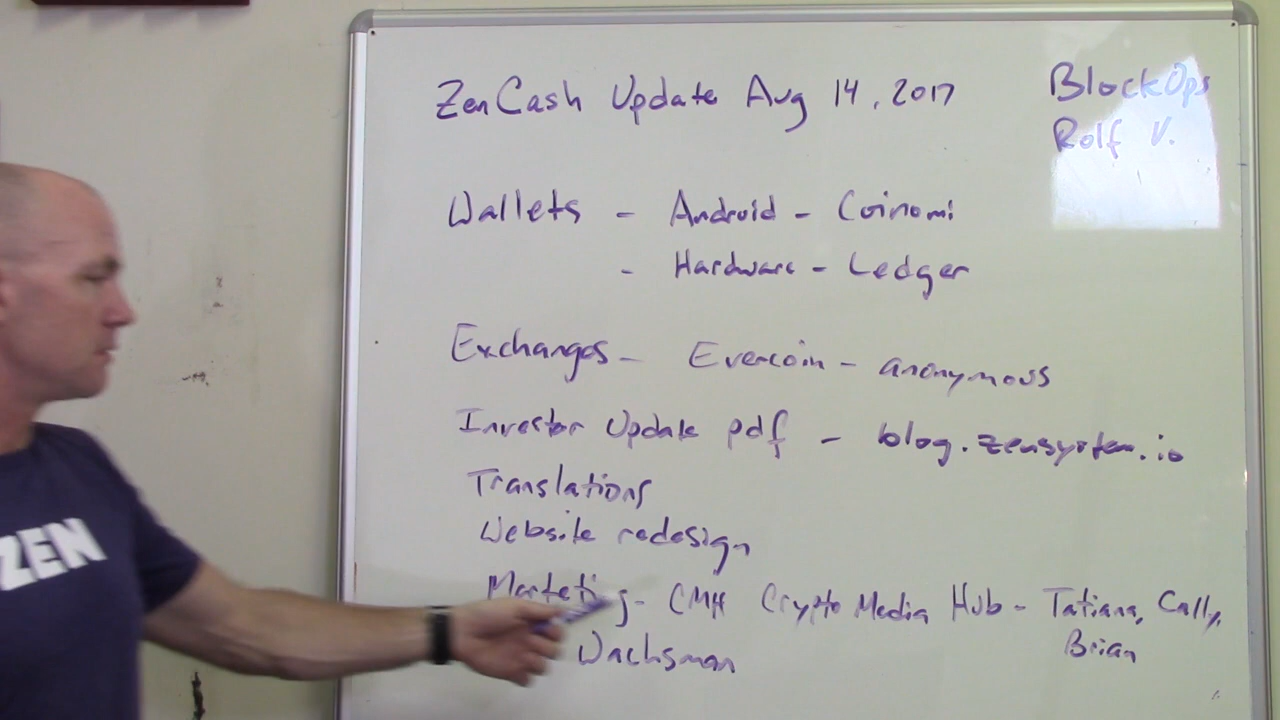 ZenCash Update Aug 14, 2017
BlockOps
Rolf V.
Wallets - Android - Coinomi
- Hardware - Ledger
Exchanges - Evercoin - anonymous
Investor Update pdf - blog.zensystem.io
Translations
Website redesign
Marketing - CMH Crypto Media Hub - Tatiana, Cally,
Brian
Wachsman
ZEN